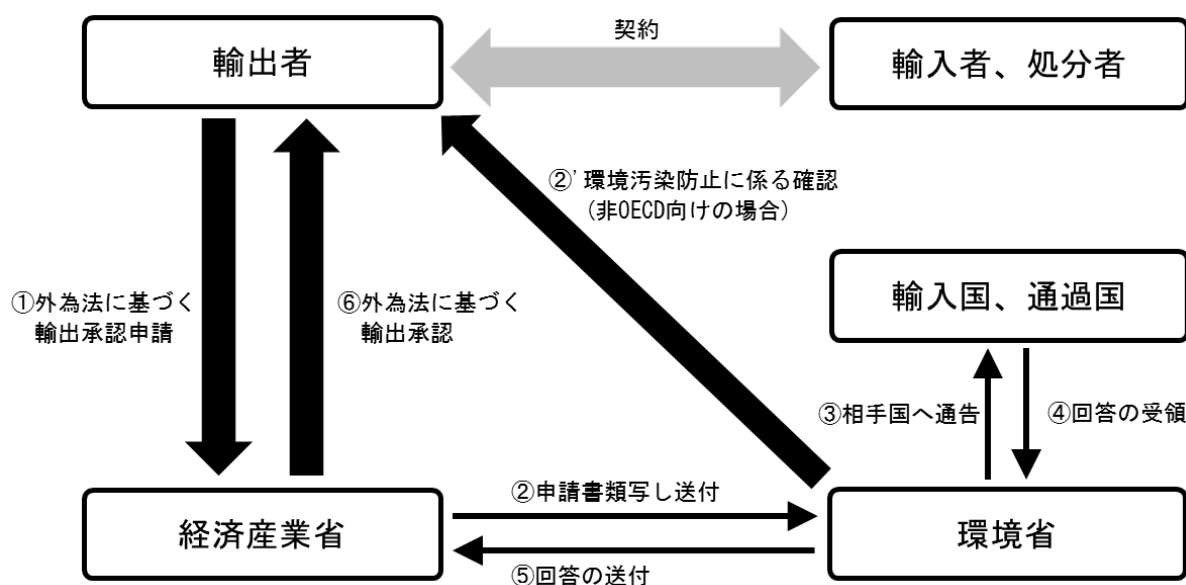 契約
輸出者
輸入者、処分者
②'環境汚染防止に係る確認
(非OECD向けの場合)
輸入国、通過国
①外為法に基づく
輸出承認申請
⑥外為法に基づく
輸出承認
③相手国へ通告
④回答の受領
②申請書類写し送付
経済産業省
環境省
⑤回答の送付